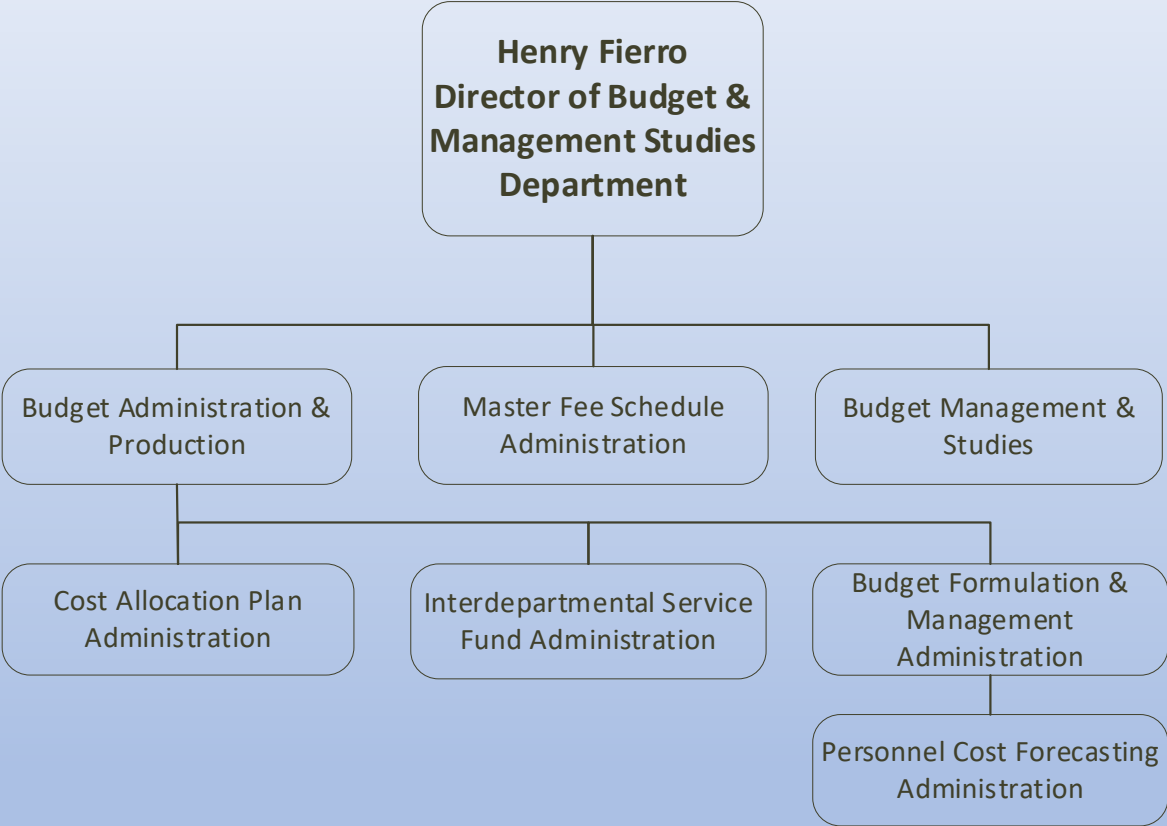 Henry Fierro
Director of Budget &
Management Studies
Department
Budget Administration &
Production
Master Fee Schedule
Administration
Budget Management &
Studies
Cost Allocation Plan
Administration
Interdepartmental Service
Fund Administration
Budget Formulation &
Management
Administration
Personnel Cost Forecasting
Administration